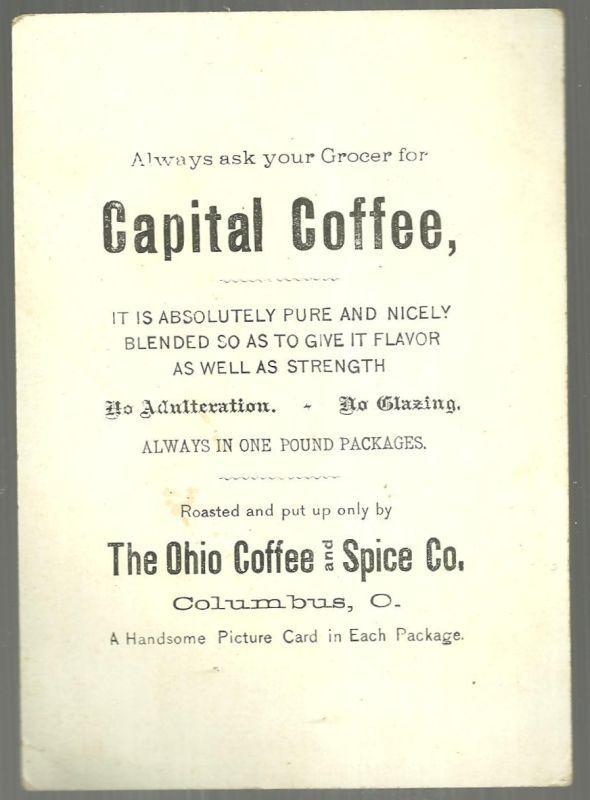 Always ask your Grocer for
Capital Coffee,
IT IS ABSOLUTELY PURE AND NICELY
BLENDED SO AS TO GIVE IT FLAVOR
AS WELL AS STRENGTH
No Adulteration. - No Glazing.
ALWAYS IN ONE POUND PACKAGES.
Roasted and put up only by
The Ohio Coffee and Spice Co.
Columbus, O.
A Handsome Picture Card in Each Package.